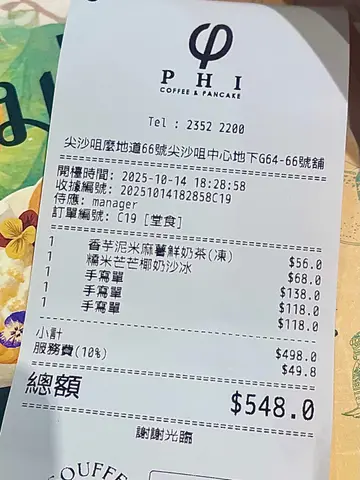 PHI
COFFEE & PANCAKE
Tel : 2352 2200
尖沙咀麼地道66號尖沙咀中心地下G64-66號舖
開檯時間: 2025-10-14 18:28:58
收據編號: 20251014182858C19
侍應: manager
訂單編號: C19 [堂食]
1 香芋泥米麻薯鮮奶茶(凍) $56.0
1 糯米芒芒椰奶沙冰 $68.0
1 手寫單 $138.0
1 手寫單 $118.0
1 手寫單 $118.0
小計 $498.0
服務費(10%) $49.8
總額 $548.0
謝謝光臨